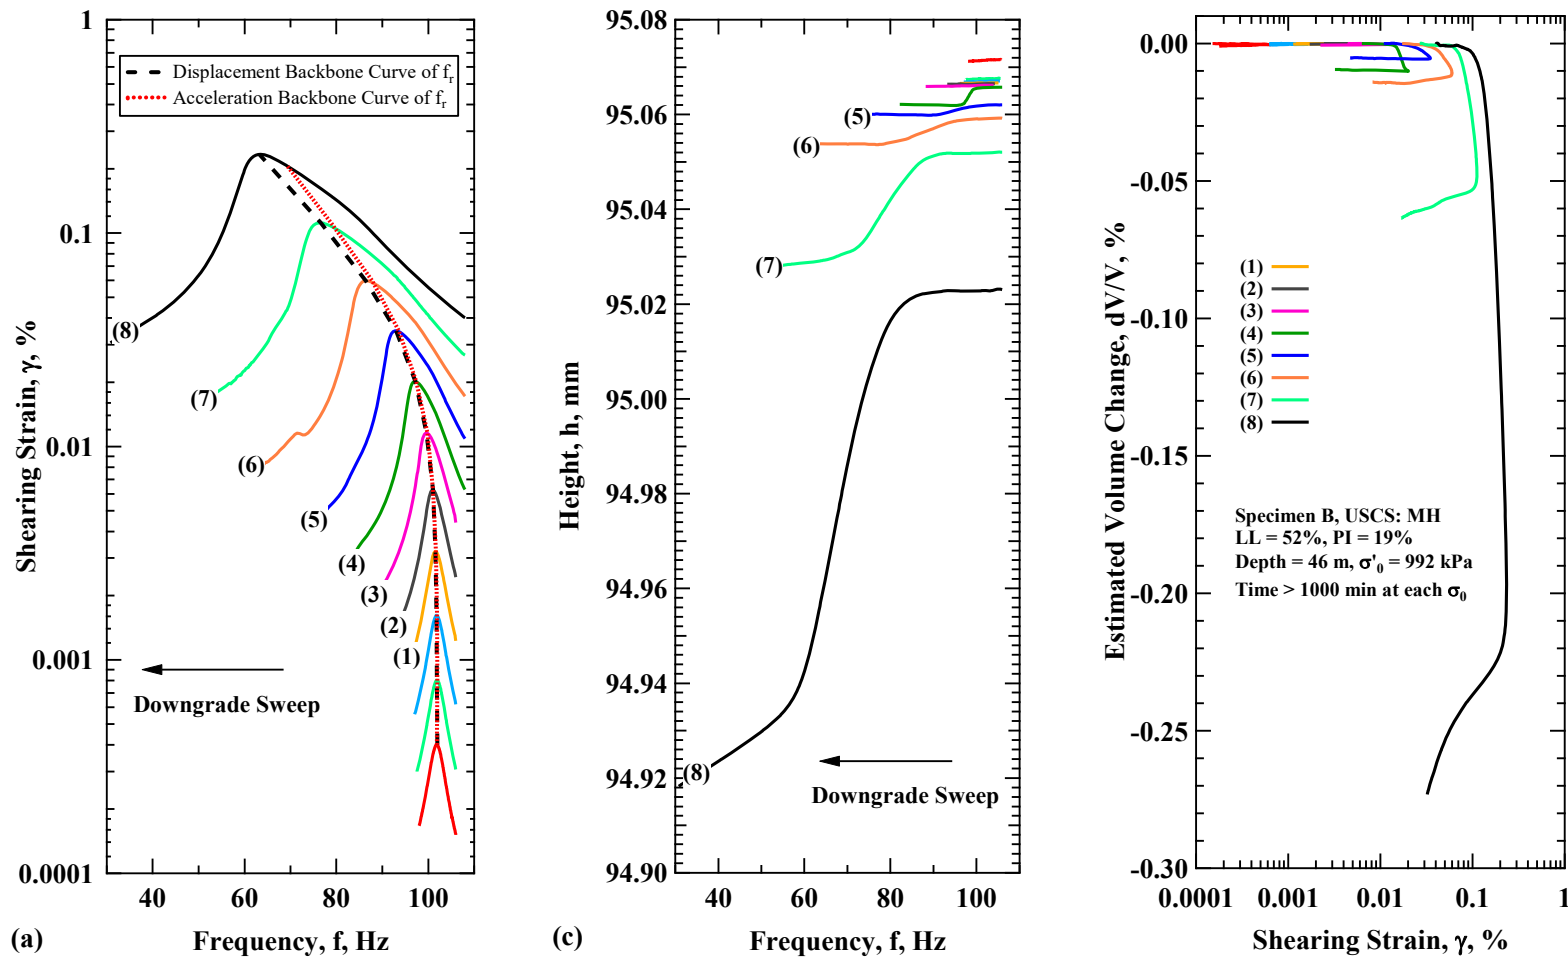 1
0.1
0.01
0.001
0.0001
Shearing Strain, γ, %
Displacement Backbone Curve of fr
Acceleration Backbone Curve of fr
(8)
(7)
(6)
(5)
(4)
(3)
(2)
(1)
Downgrade Sweep
40 60 80 100
(a) Frequency, f, Hz
95.08
95.06
95.04
95.02
95.00
94.98
94.96
94.94
94.92
94.90
Height, h, mm
(5)
(6)
(7)
(8)
Downgrade Sweep
40 60 80 100
(c) Frequency, f, Hz
0.00
-0.05
-0.10
-0.15
-0.20
-0.25
-0.30
Estimated Volume Change, dV/V, %
(1)
(2)
(3)
(4)
(5)
(6)
(7)
(8)
Specimen B, USCS: MH
LL = 52%, PI = 19%
Depth = 46 m, σ'0 = 992 kPa
Time > 1000 min at each σ0
0.0001 0.001 0.01 0.1 1
Shearing Strain, γ, %